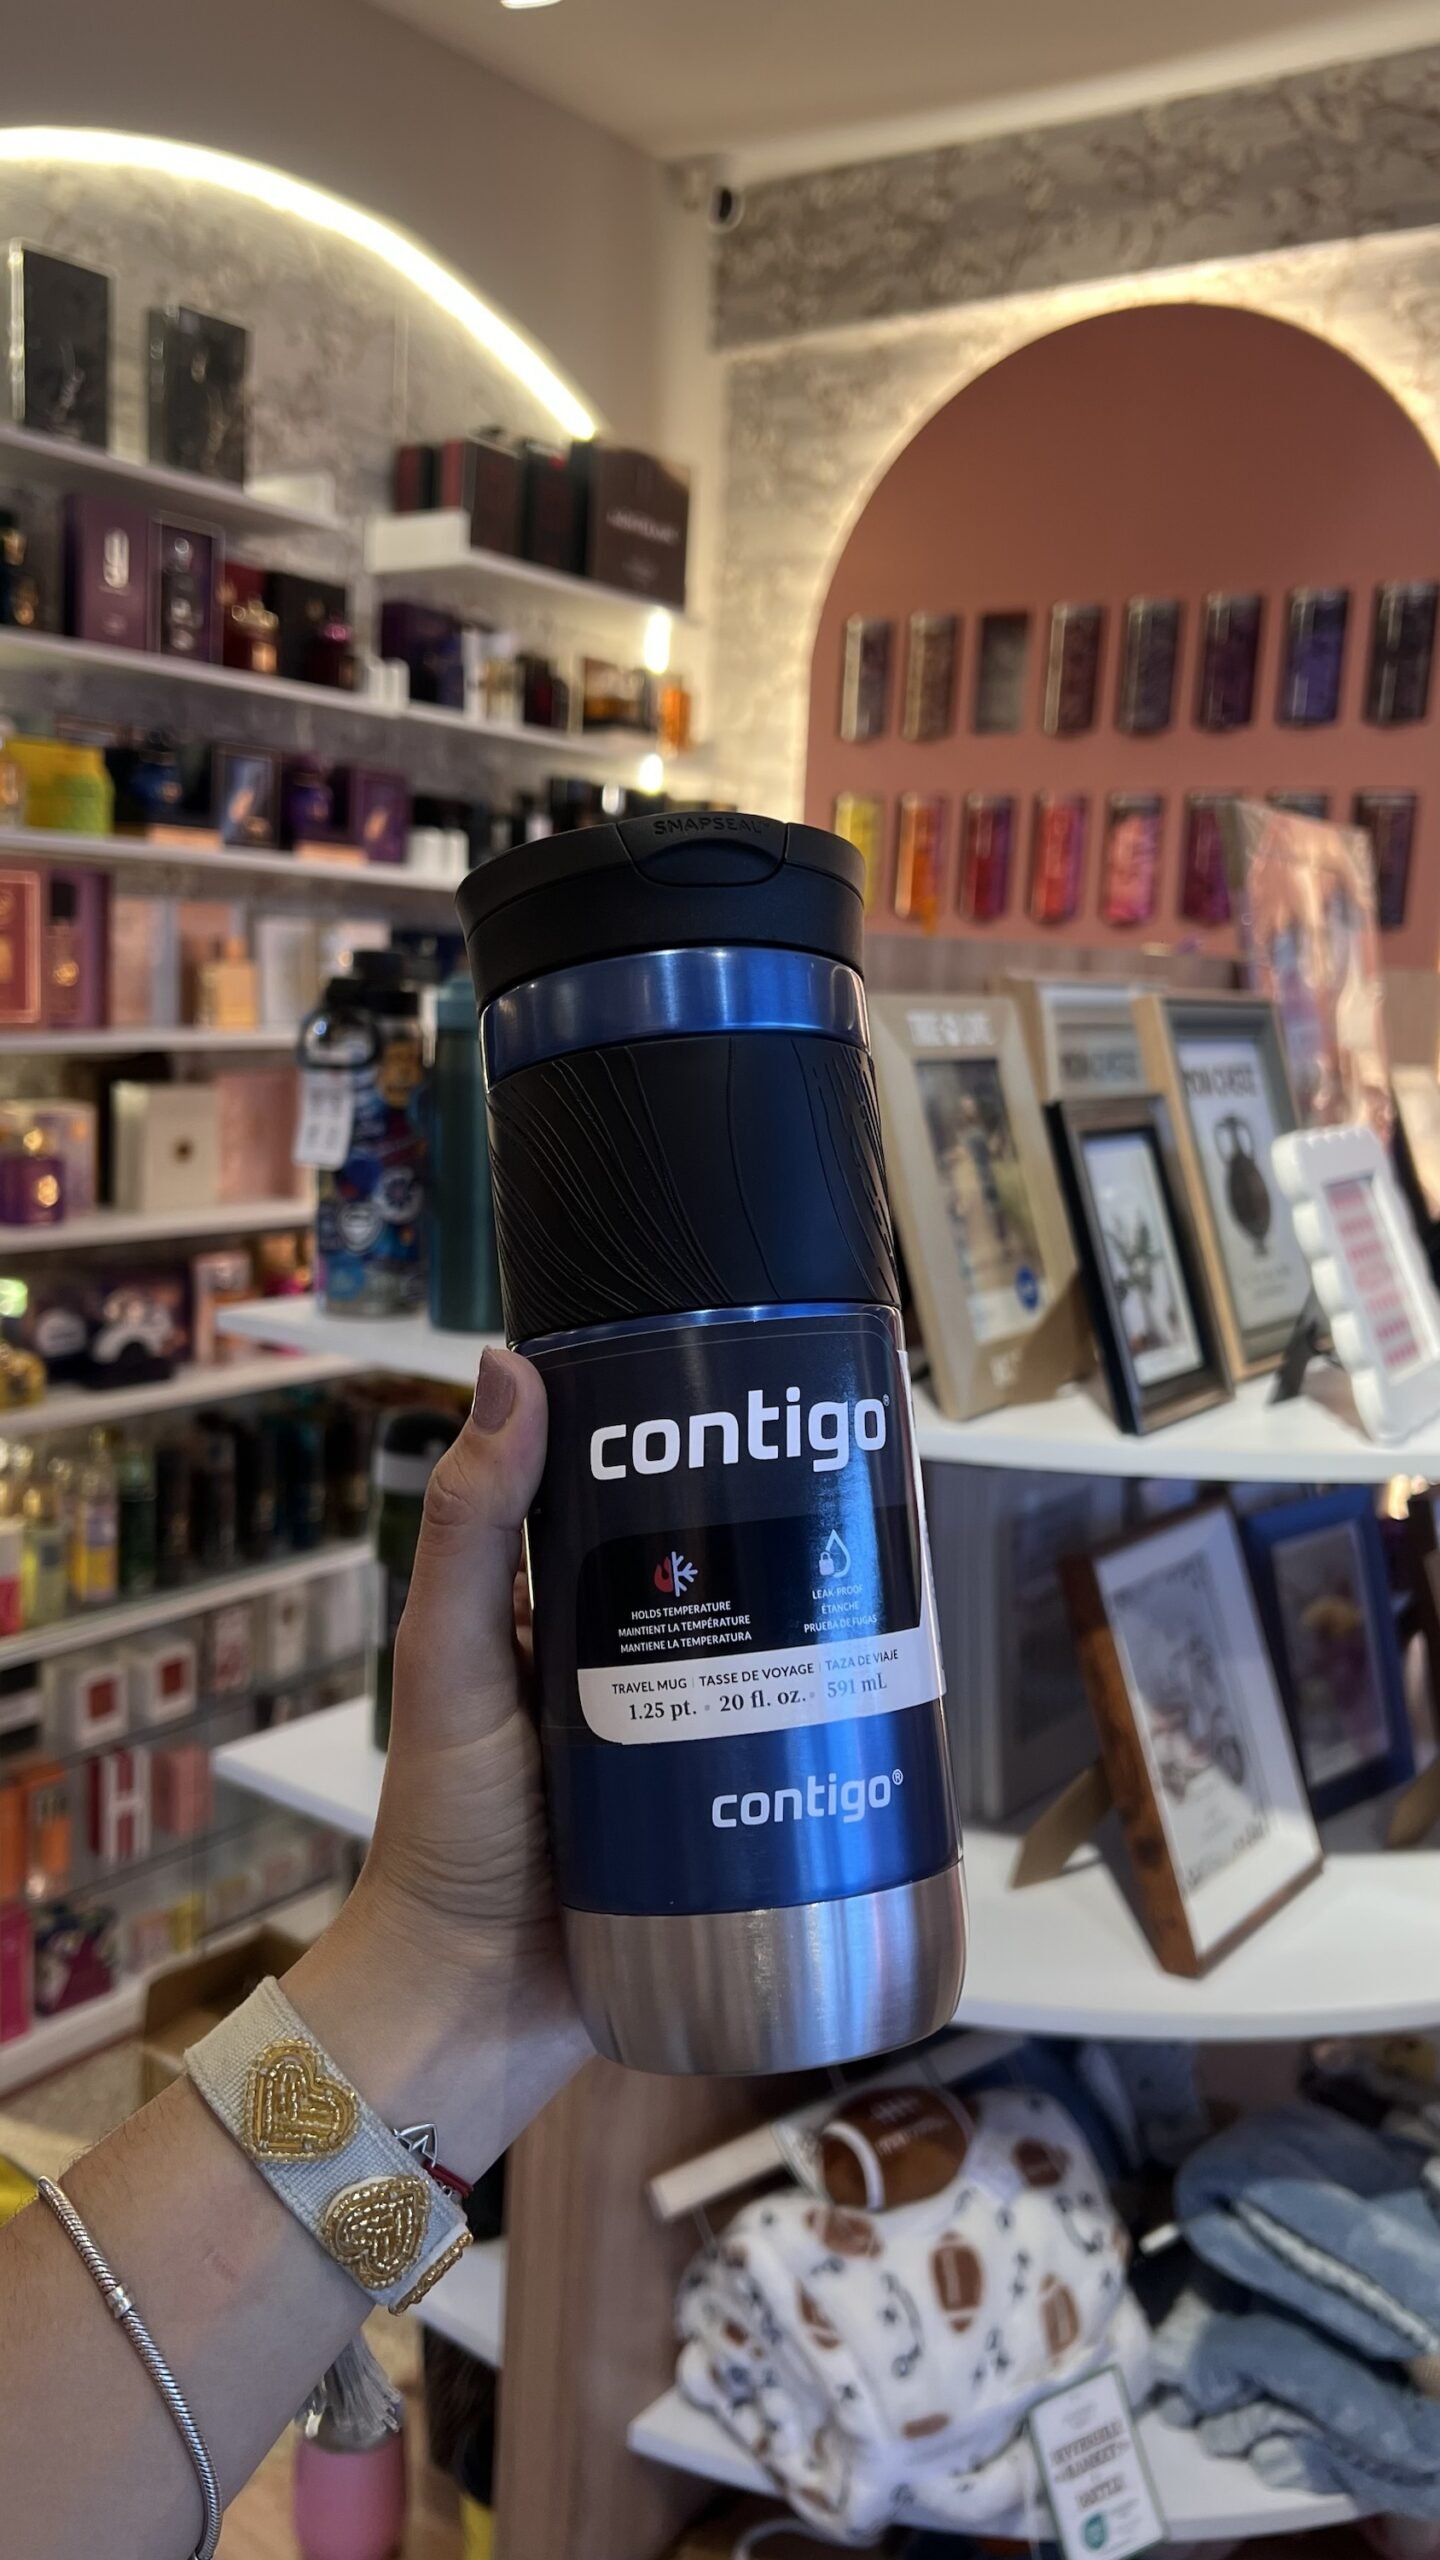 SNAPSEAL
contigo®
HOLDS TEMPERATURE
MAINTIENT LA TEMPÉRATURE
MANTIENE LA TEMPERATURA
LEAK-PROOF
ÉTANCHE
PRUEBA DE FUGAS
TRAVEL MUG | TASSE DE VOYAGE | TAZA DE VIAJE
1.25 pt. • 20 fl. oz. • 591 mL
contigo®